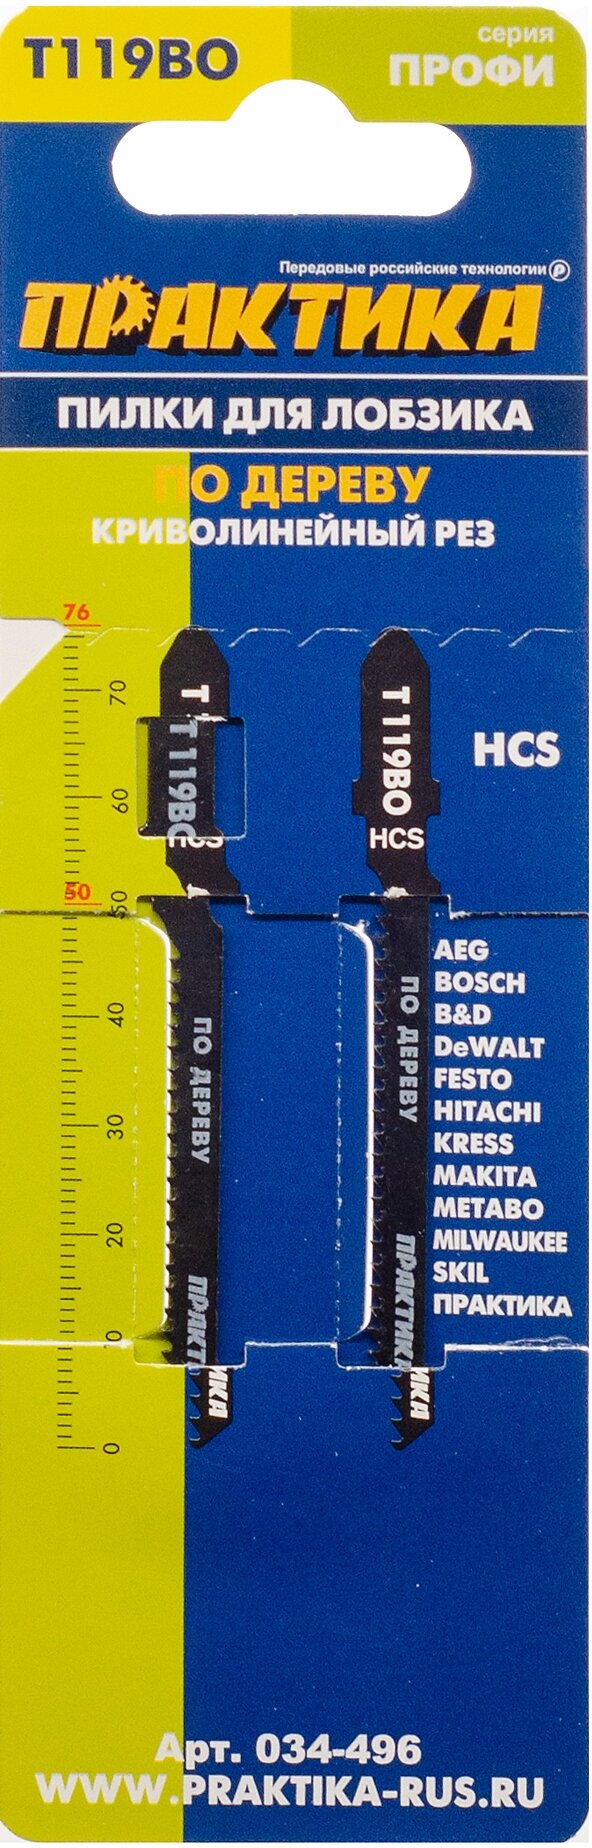 T119BO
серия
ПРОФИ
Передовые российские технологии
ПРАКТИКА
ПИЛКИ ДЛЯ ЛОБЗИКА
ПО ДЕРЕВУ
КРИВОЛИНЕЙНЫЙ РЕЗ
76
70
60
50
50
40
30
20
10
0
T
T119BO
HCS
ПО ДЕРЕВУ
ПРАКТИКА
T119BO
HCS
ПО ДЕРЕВУ
ПРАКТИКА
HCS
AEG
BOSCH
B&D
DeWALT
FESTO
HITACHI
KRESS
MAKITA
METABO
MILWAUKEE
SKIL
ПРАКТИКА
Арт. 034-496
WWW.PRAKTIKA-RUS.RU